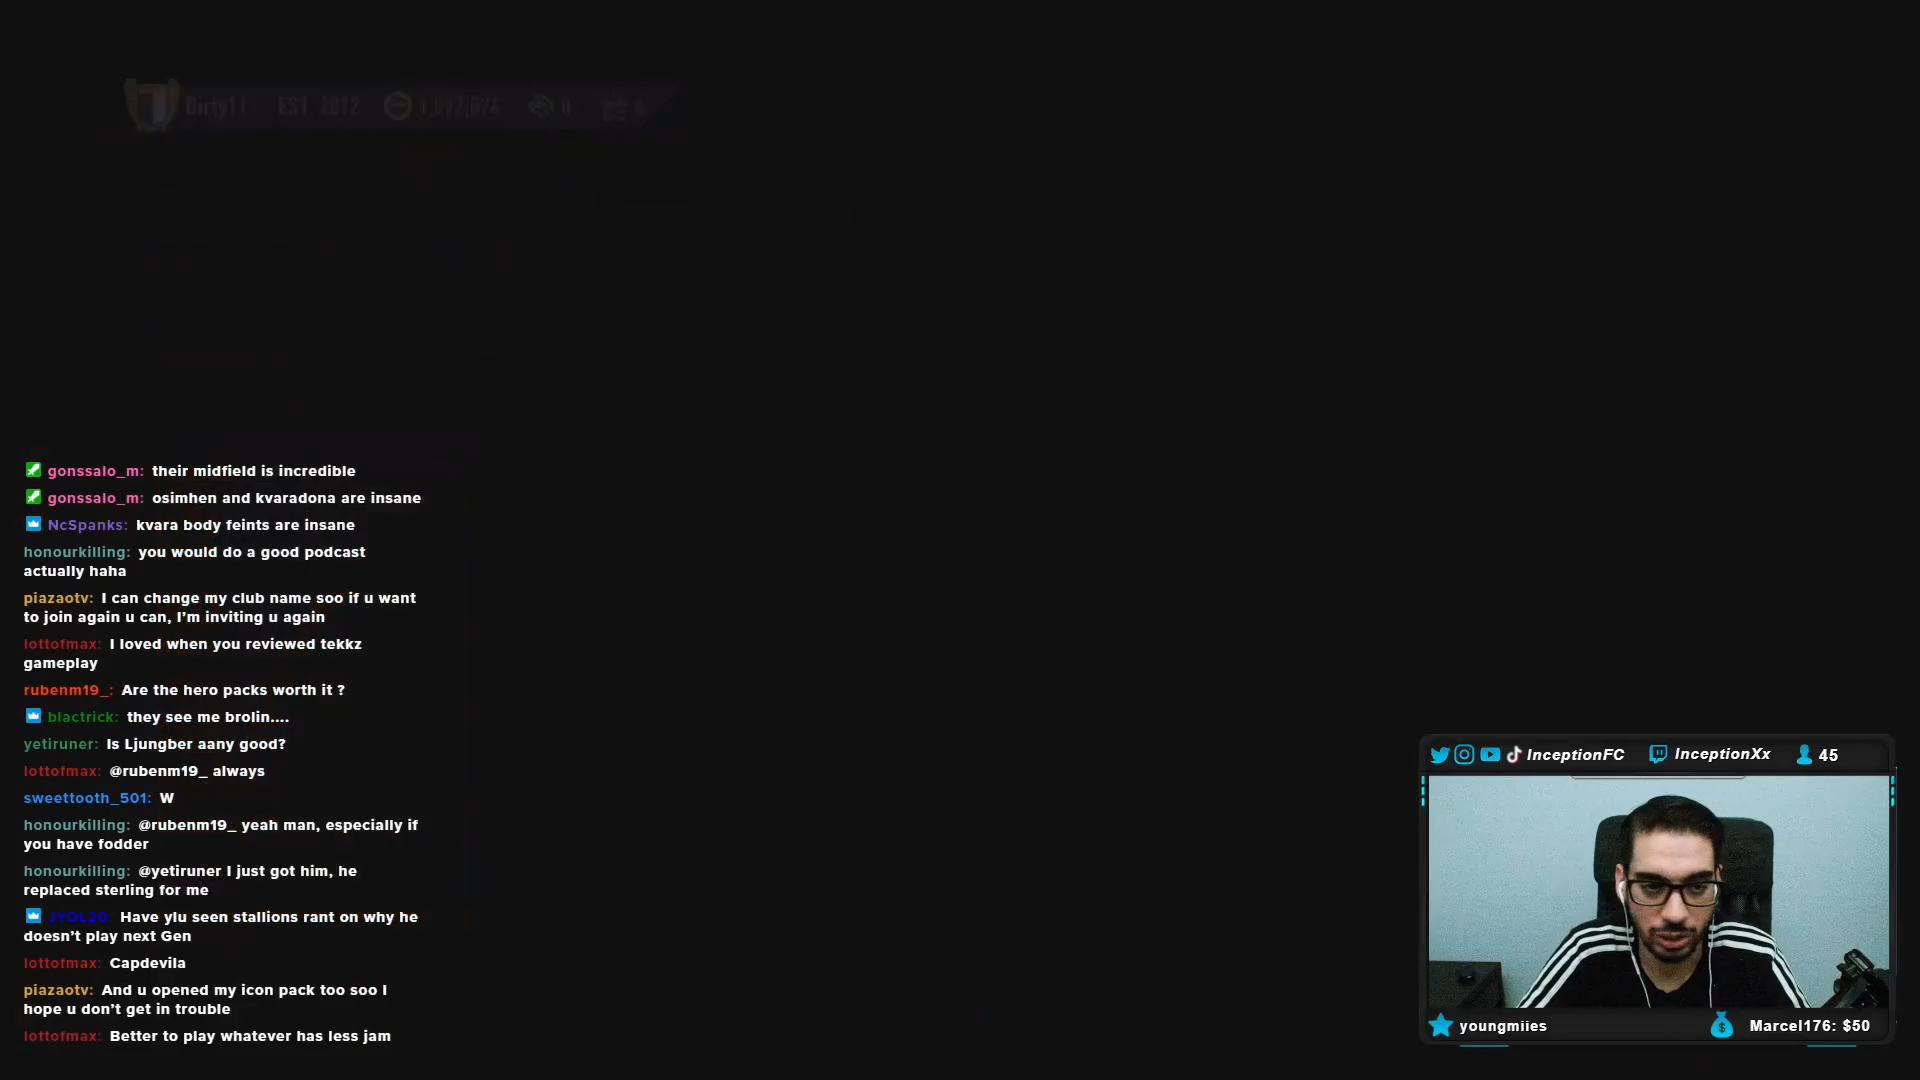 Dirty11 EST. 2012 0
gonssalo_m: their midfield is incredible
gonssalo_m: osimhen and kvaradona are insane
NcSpanks: kvara body feints are insane
honourkilling: you would do a good podcast
actually haha
piazaotv: I can change my club name soo if u want
to join again u can, I’m inviting u again
lottofmax: I loved when you reviewed tekkz
gameplay
rubenm19_: Are the hero packs worth it ?
blactrick: they see me brolin....
yetiruner: Is Ljungber aany good?
lottofmax: @rubenm19_ always
sweettooth_501: W
honourkilling: @rubenm19_ yeah man, especially if
you have fodder
honourkilling: @yetiruner I just got him, he
replaced sterling for me
JYOL20: Have ylu seen stallions rant on why he
doesn’t play next Gen
lottofmax: Capdevila
piazaotv: And u opened my icon pack too soo I
hope u don’t get in trouble
lottofmax: Better to play whatever has less jam
InceptionFC InceptionXx 45
youngmiies Marcel176: $50